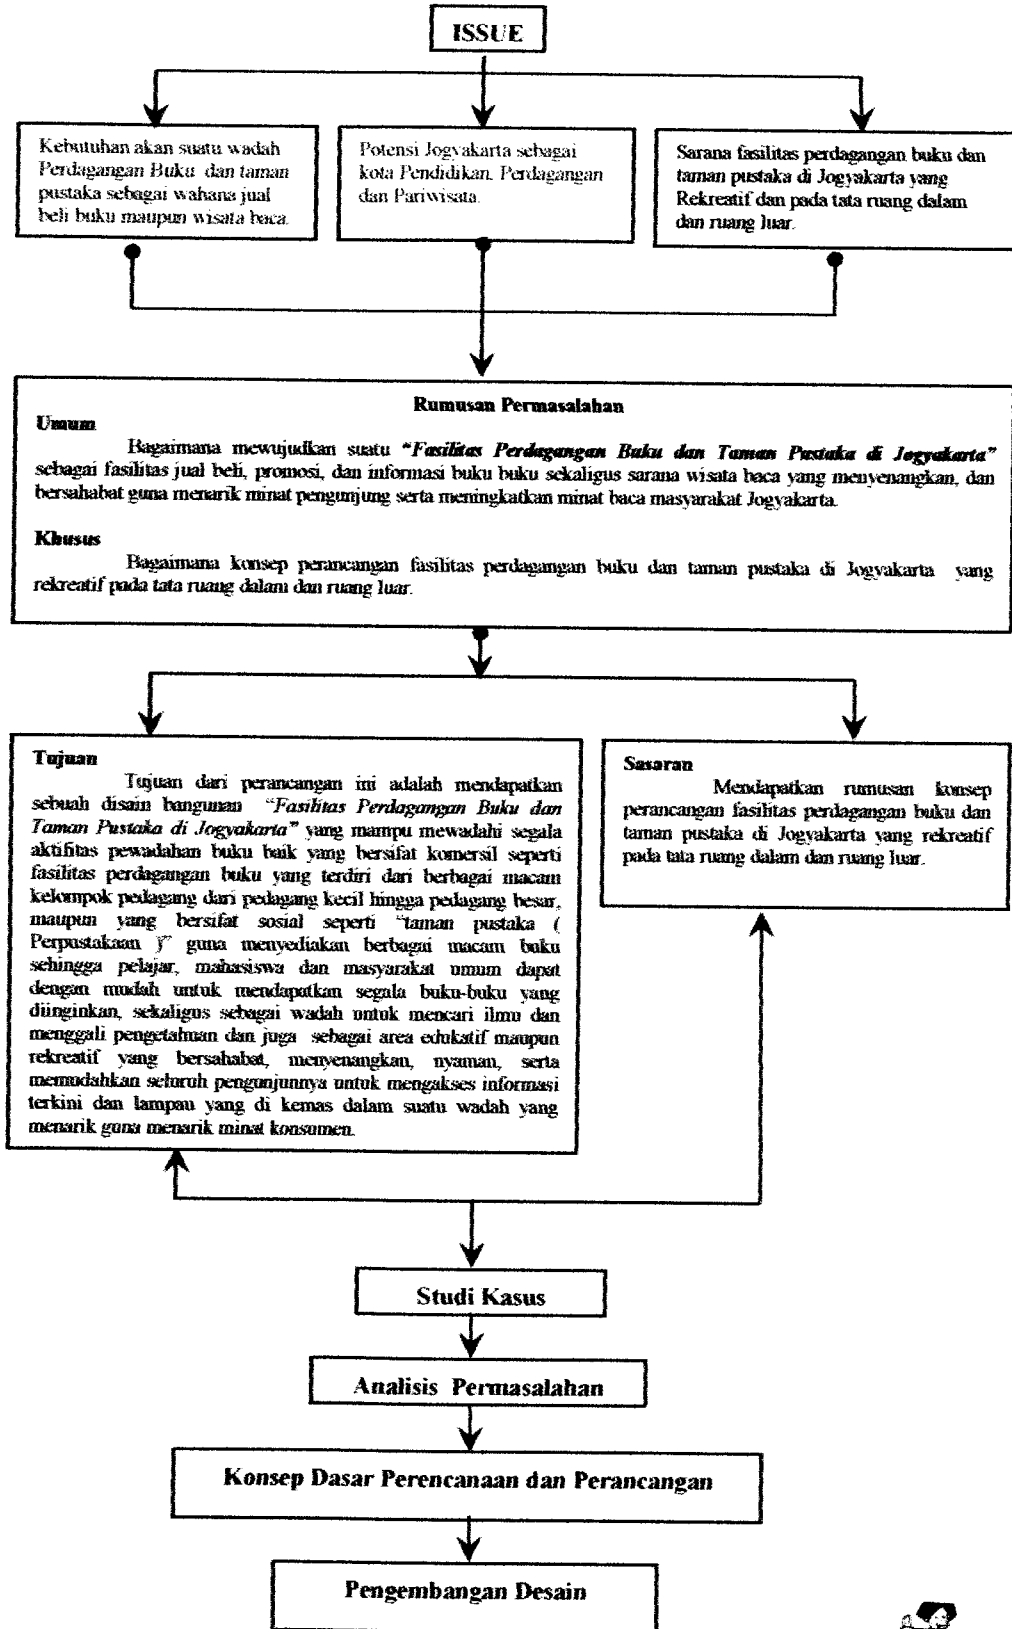 ISSUE
Kebutuhan akan suatu wadah
Perdagangan Buku dan taman
pustaka sebagai wahana jual
beli buku maupun wisata baca.
Potensi Jogyakarta sebagai
kota Pendidikan, Perdagangan
dan Pariwisata.
Sarana fasilitas perdagangan buku dan
taman pustaka di Jogyakarta yang
Rekreatif dan pada tata ruang dalam
dan ruang luar.
Rumusan Permasalahan
Umum
Bagaimana mewujudkan suatu "Fasilitas Perdagangan Buku dan Taman Pustaka di Jogyakarta"
sebagai fasilitas jual beli, promosi, dan informasi buku buku sekaligus sarana wisata baca yang menyenangkan, dan
bersahabat guna menarik minat pengunjung serta meningkatkan minat baca masyarakat Jogyakarta.
Khusus
Bagaimana konsep perancangan fasilitas perdagangan buku dan taman pustaka di Jogyakarta yang
rekreatif pada tata ruang dalam dan ruang luar.
Tujuan
Tujuan dari perancangan ini adalah mendapatkan
sebuah disain bangunan "Fasilitas Perdagangan Buku dan
Taman Pustaka di Jogyakarta" yang mampu mewadahi segala
aktifitas pewadahan buku baik yang bersifat komersil seperti
fasilitas perdagangan buku yang terdiri dari berbagai macam
kelompok pedagang dari pedagang kecil hingga pedagang besar,
maupun yang bersifat sosial seperti "taman pustaka (
Perpustakaan )" guna menyediakan berbagai macam buku
sehingga pelajar, mahasiswa dan masyarakat umum dapat
dengan mudah untuk mendapatkan segala buku-buku yang
diinginkan, sekaligus sebagai wadah untuk mencari ilmu dan
menggali pengetahuan dan juga sebagai area edukatif maupun
rekreatif yang bersahabat, menyenangkan, nyaman, serta
memudahkan seluruh pengunjunnya untuk mengakses informasi
terkini dan lampau yang di kemas dalam suatu wadah yang
menarik guna menarik minat konsumen.
Sasaran
Mendapatkan rumusan konsep
perancangan fasilitas perdagangan buku dan
taman pustaka di Jogyakarta yang rekreatif
pada tata ruang dalam dan ruang luar.
Studi Kasus
Analisis Permasalahan
Konsep Dasar Perencanaan dan Perancangan
Pengembangan Desain